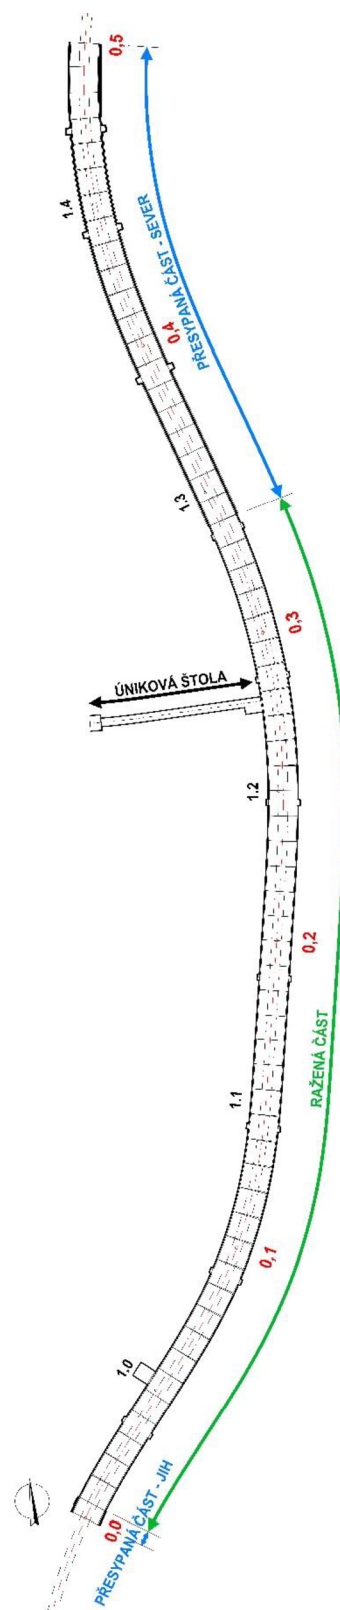 0,5
1.4
PŘESYPANÁ ČÁST - SEVER
0,4
1.3
0,3
ÚNIKOVÁ ŠTOLA
1.2
0,2
RAŽENÁ ČÁST
1.1
0,1
1.0
0,0
PŘESYPANÁ ČÁST - JIH